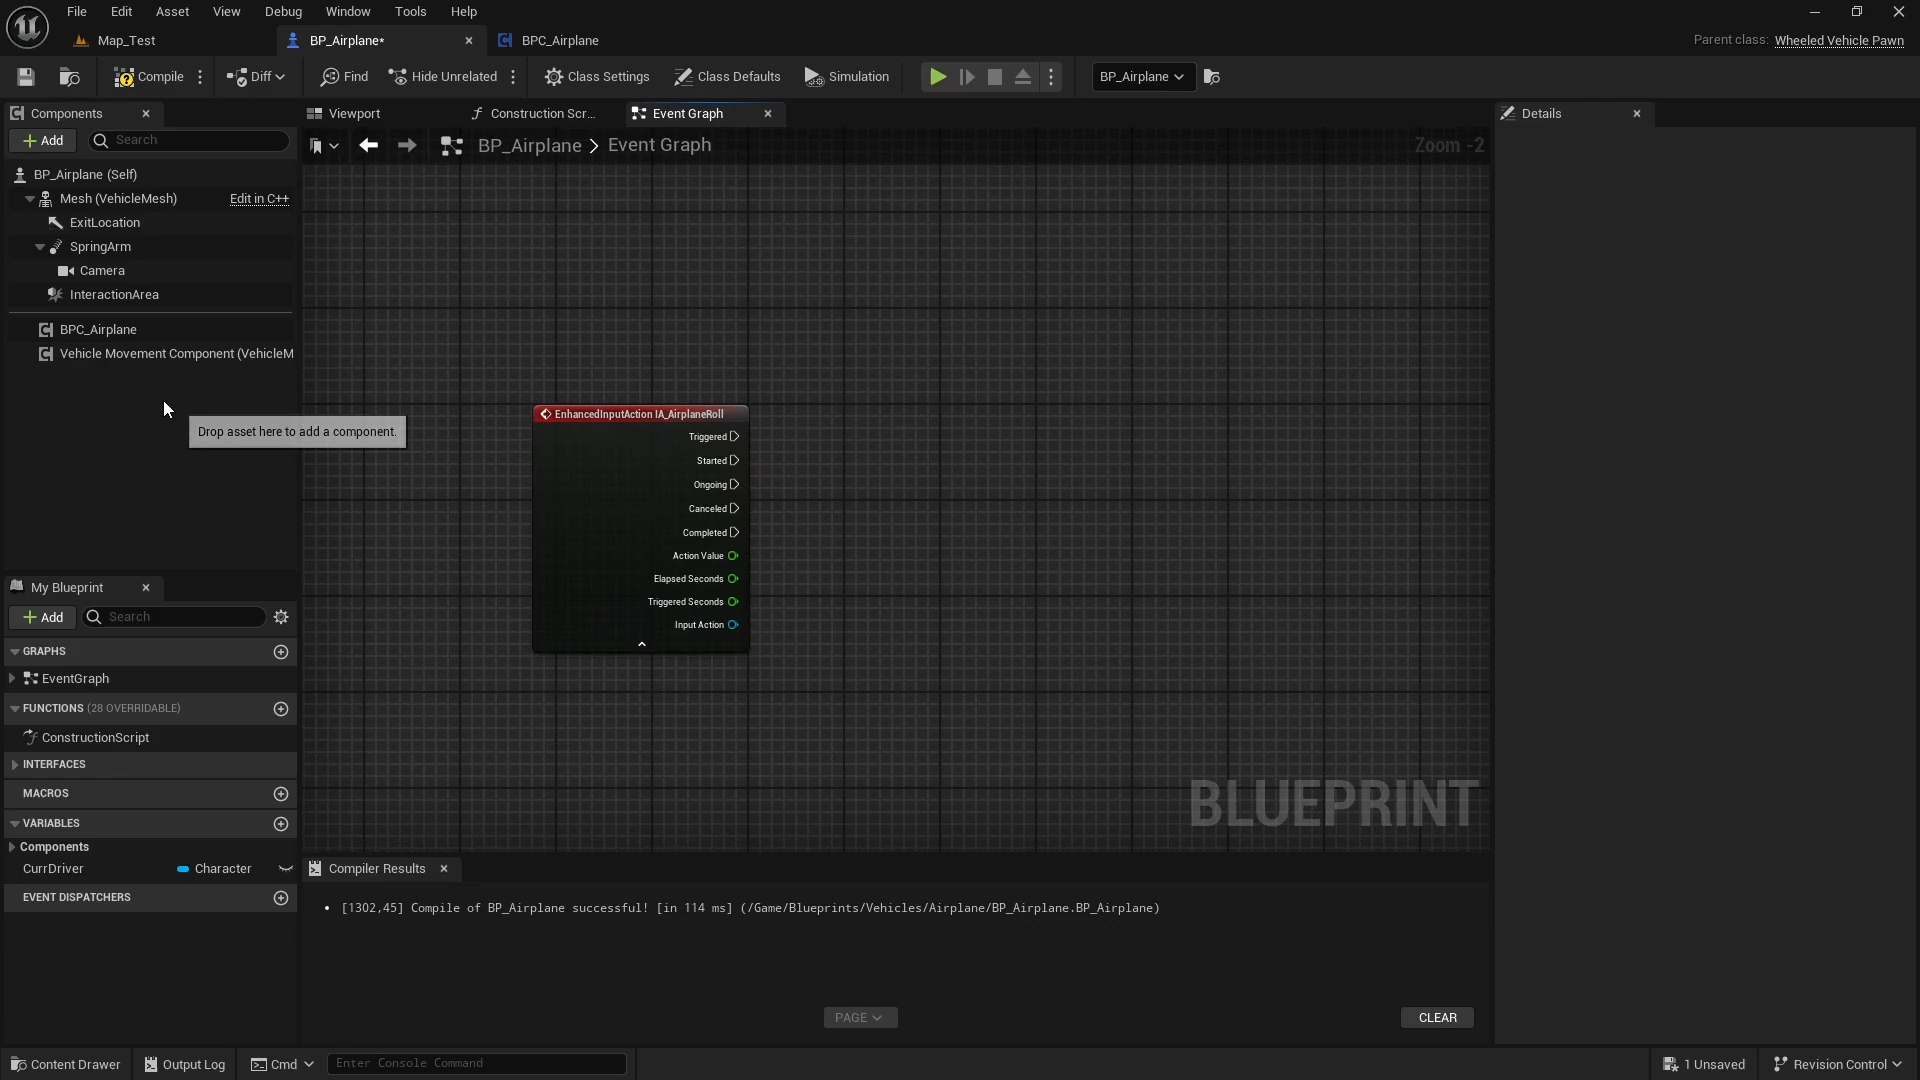 File Edit Asset View Debug Window Tools Help
Map_Test
BP_Airplane*
BPC_Airplane
Parent class: Wheeled Vehicle Pawn
Compile
Diff
Find
Hide Unrelated
Class Settings
Class Defaults
Simulation
BP_Airplane
Components
Viewport
Construction Scr...
Event Graph
Details
Add
Search
BP_Airplane > Event Graph
Zoom -2
BP_Airplane (Self)
Mesh (VehicleMesh)
Edit in C++
ExitLocation
SpringArm
Camera
InteractionArea
BPC_Airplane
Vehicle Movement Component (VehicleM
Drop asset here to add a component.
EnhancedInputAction IA_AirplaneRoll
Triggered
Started
Ongoing
Canceled
Completed
Action Value
Elapsed Seconds
Triggered Seconds
Input Action
My Blueprint
Add
Search
GRAPHS
EventGraph
FUNCTIONS (28 OVERRIDABLE)
ConstructionScript
INTERFACES
MACROS
VARIABLES
Components
CurrDriver
Character
EVENT DISPATCHERS
BLUEPRINT
Compiler Results
• [1302,45] Compile of BP_Airplane successful! [in 114 ms] (/Game/Blueprints/Vehicles/Airplane/BP_Airplane.BP_Airplane)
PAGE
CLEAR
Content Drawer
Output Log
Cmd
Enter Console Command
1 Unsaved
Revision Control